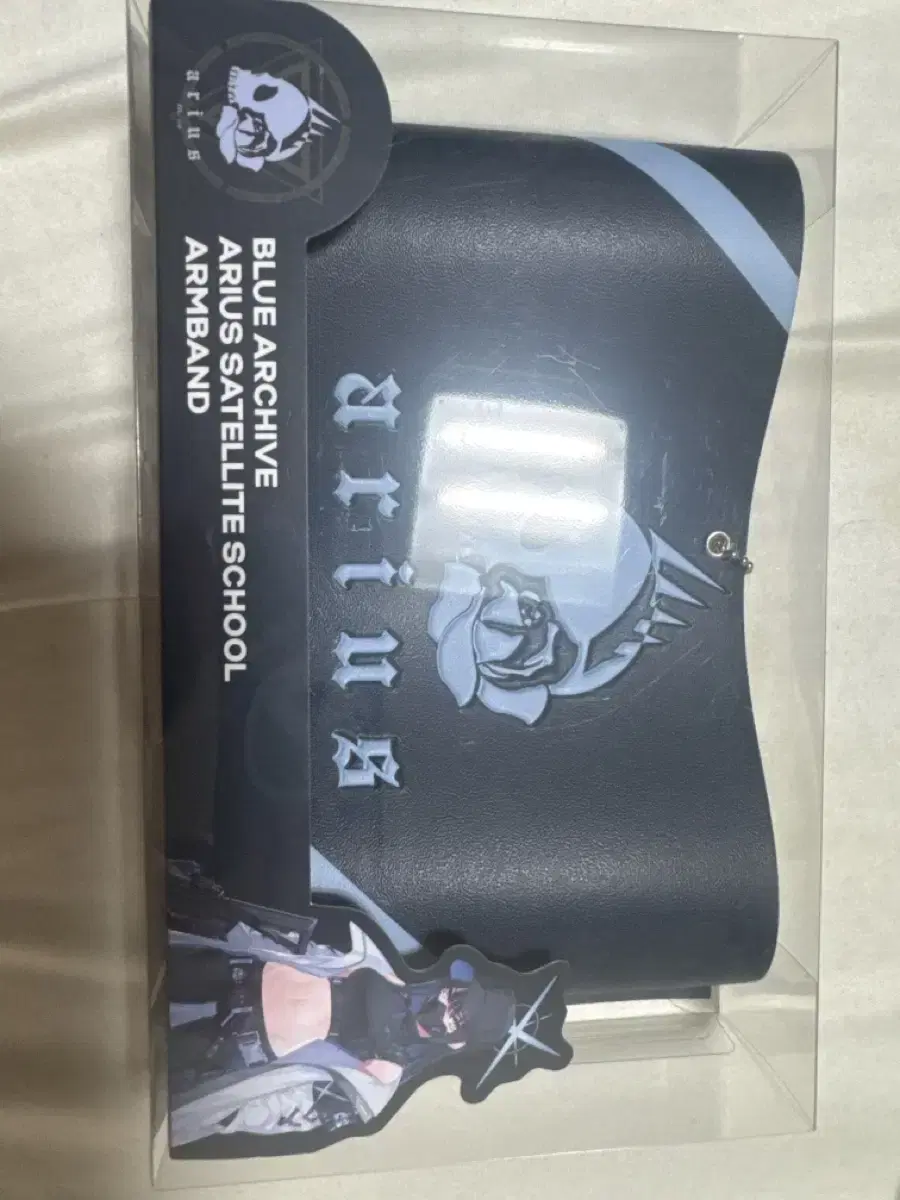 arius
BLUE ARCHIVE
ARIUS SATELLITE SCHOOL
ARMBAND
arius